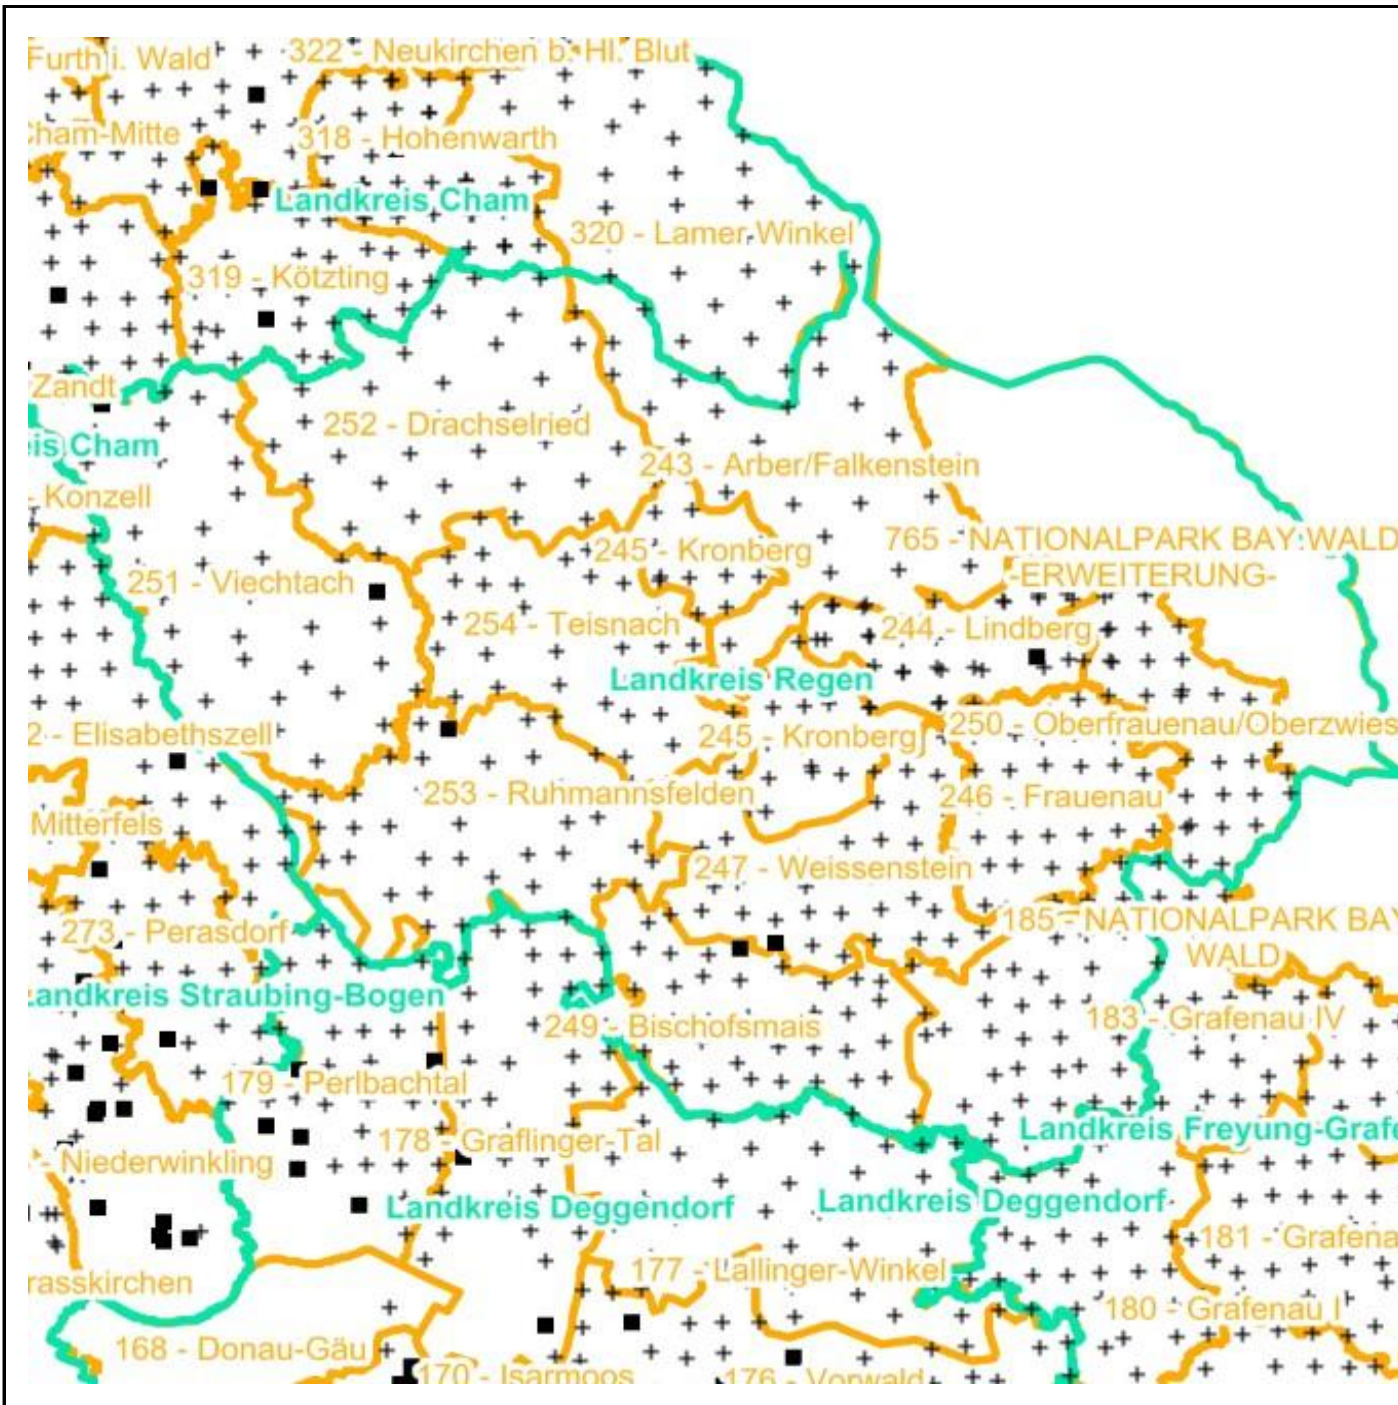 Furth i. Wald
322 - Neukirchen b. Hl. Blut
Cham-Mitte
318 - Hohenwarth
Landkreis Cham
320 - Lamer Winkel
319 - Kötzting
Zandt
252 - Drachselried
is Cham
243 - Arber/Falkenstein
- Konzell
765 - NATIONALPARK BAY.WALD
-ERWEITERUNG-
245 - Kronberg
251 - Viechtach
254 - Teisnach
244 - Lindberg
Landkreis Regen
2 - Elisabethszell
245 - Kronberg
250 - Oberfrauenau/Oberzwies
253 - Ruhmannsfelden
246 - Frauenau
Mitterfels
247 - Weissenstein
273 - Perasdorf
185 - NATIONALPARK BA
WALD
Landkreis Straubing-Bogen
249 - Bischofsmais
183 - Grafenau IV
179 - Perlbachtal
178 - Graflinger-Tal
Landkreis Freyung-Grafe
- Niederwinkling
Landkreis Deggendorf
Landkreis Deggendorf
181 - Grafena
177 - Lallinger-Winkel
rasskirchen
180 - Grafenau I
168 - Donau-Gäu
170 - Isarmoos
176 - Vorwald